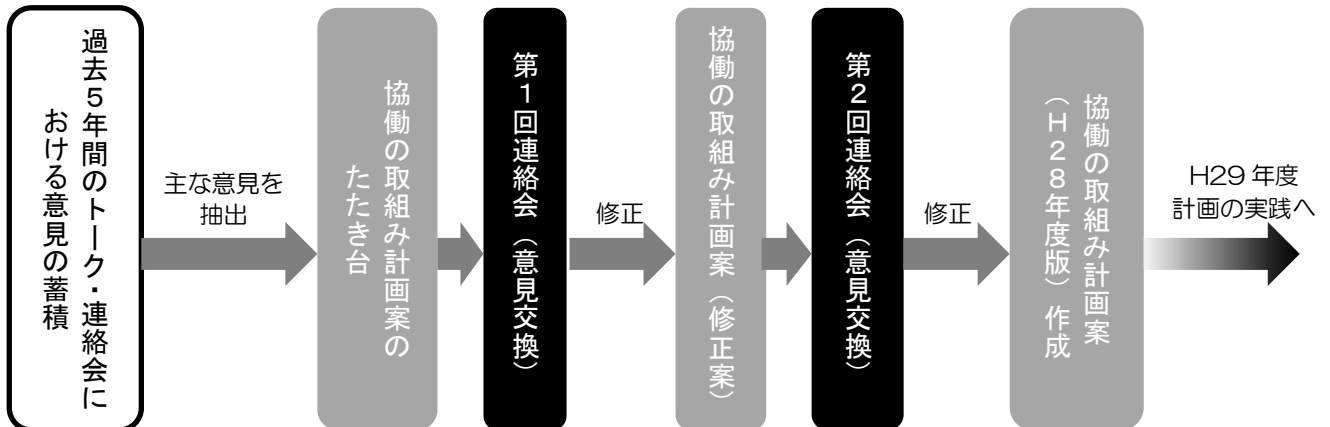 過去５年間のトーク・連絡会に
おける意見の蓄積
主な意見を
抽出
協働の取組み計画案の
たたき台
第１回連絡会（意見交換）
修正
協働の取組み計画案（修正案）
第２回連絡会（意見交換）
修正
協働の取組み計画案
（Ｈ２８年度版）作成
H29 年度
計画の実践へ